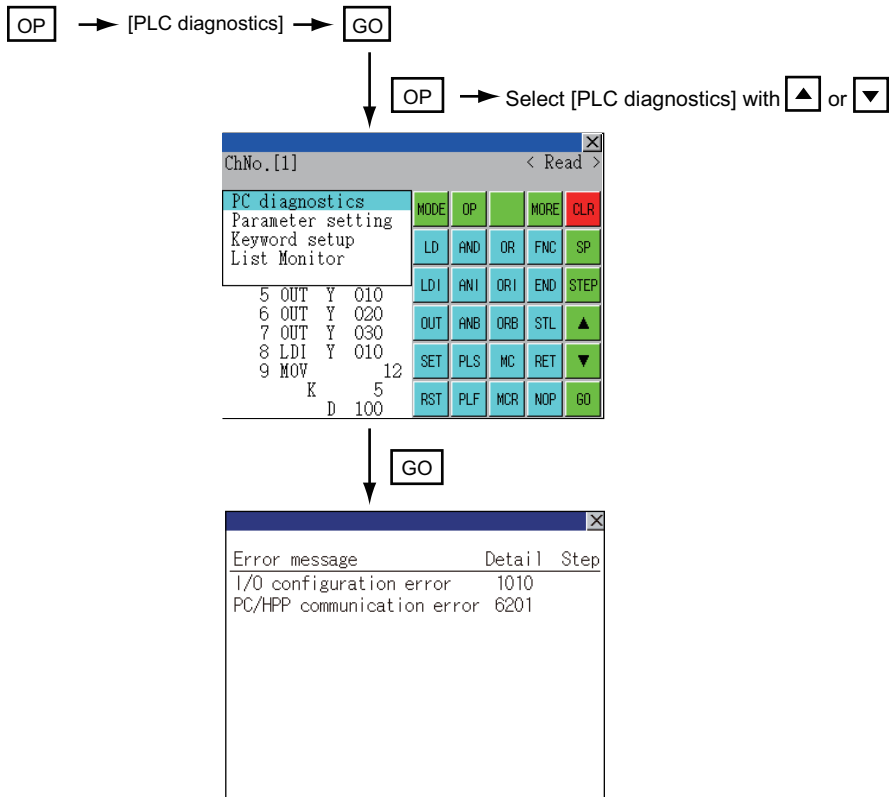 OP → [PLC diagnostics] → GO
OP → Select [PLC diagnostics] with ▲ or ▼
X
ChNo.[1] < Read >
PC diagnostics
Parameter setting
Keyword setup
List Monitor
5 OUT Y 010
6 OUT Y 020
7 OUT Y 030
8 LDI Y 010
9 MOV 12
K 5
D 100
MODE OP MORE CLR
LD AND OR FNC SP
LDI ANI ORI END STEP
OUT ANB ORB STL ▲
SET PLS MC RET ▼
RST PLF MCR NOP GO
GO
X
Error message Detail Step
I/O configuration error 1010
PC/HPP communication error 6201